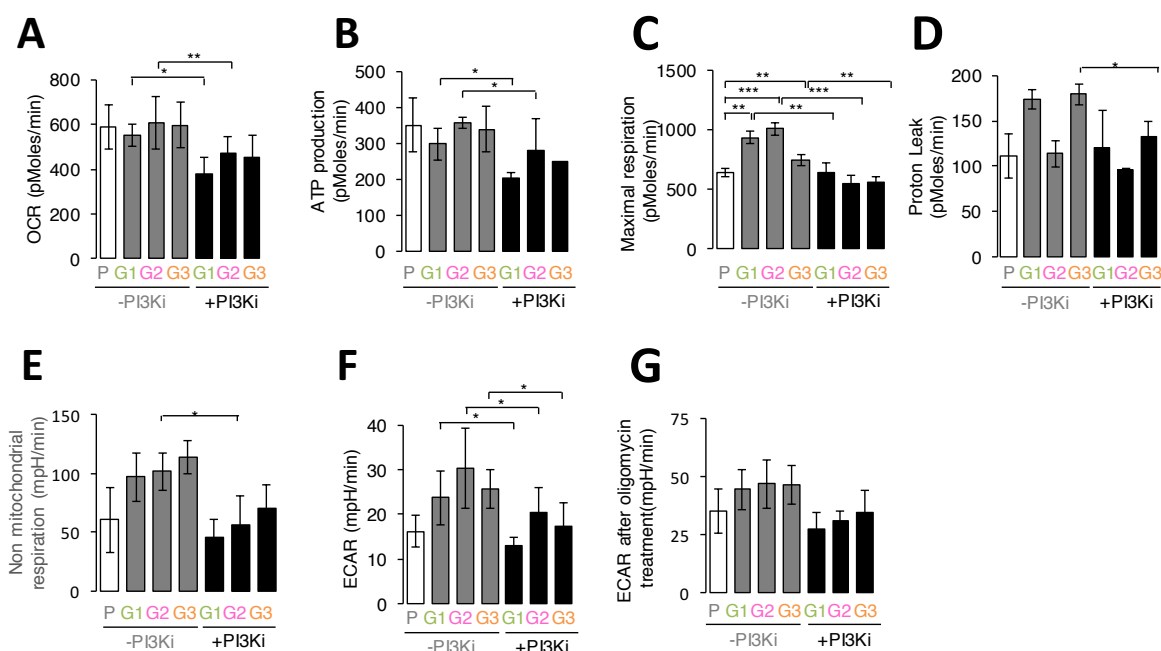 A
OCR (pMoles/min)
800
600
400
200
0
*
**
P G1 G2 G3 G1 G2 G3
-PI3Ki +PI3Ki
B
ATP production
(pMoles/min)
500
400
300
200
100
0
*
*
P G1 G2 G3 G1 G2 G3
-PI3Ki +PI3Ki
C
Maximal respiration
(pMoles/min)
1500
1000
500
0
** **
*** ***
** **
P G1 G2 G3 G1 G2 G3
-PI3Ki +PI3Ki
D
Proton Leak
(pMoles/min)
200
150
100
50
0
*
P G1 G2 G3 G1 G2 G3
-PI3Ki +PI3Ki
E
Non mitochondrial
respiration (mpH/min)
150
100
50
0
*
P G1 G2 G3 G1 G2 G3
-PI3Ki +PI3Ki
F
ECAR (mpH/min)
40
30
20
10
0
*
*
*
P G1 G2 G3 G1 G2 G3
-PI3Ki +PI3Ki
G
ECAR after oligomycin
treatment(mpH/min)
75
50
25
0
P G1 G2 G3 G1 G2 G3
-PI3Ki +PI3Ki